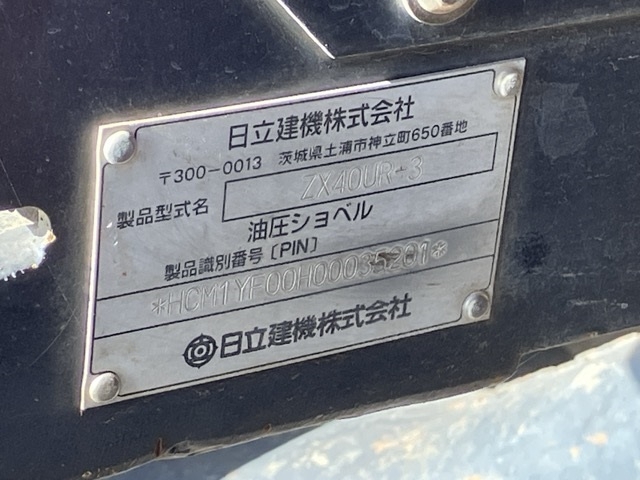 日立建機株式会社
〒300-0013 茨城県土浦市神立町650番地
製品型式名 ZX40UR-3
油圧ショベル
製品識別番号〔PIN〕
*HCM1YF00H00035201*
日立建機株式会社